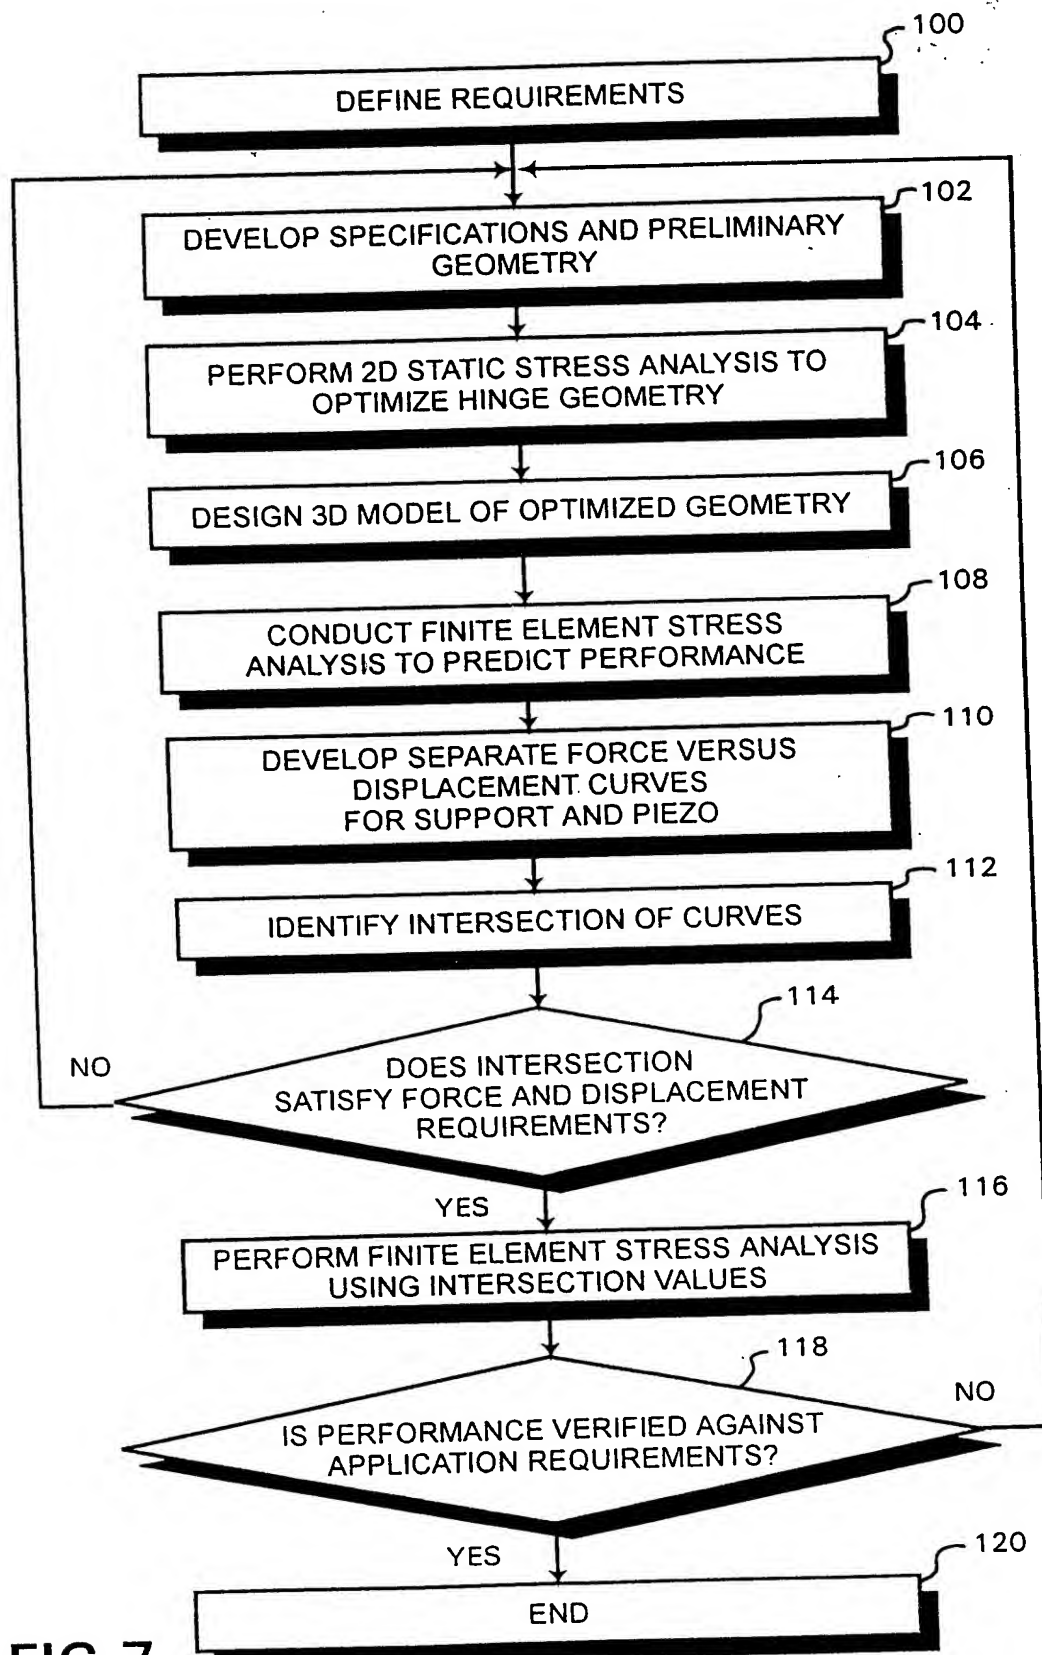 100
DEFINE REQUIREMENTS
102
DEVELOP SPECIFICATIONS AND PRELIMINARY
GEOMETRY
104
PERFORM 2D STATIC STRESS ANALYSIS TO
OPTIMIZE HINGE GEOMETRY
106
DESIGN 3D MODEL OF OPTIMIZED GEOMETRY
108
CONDUCT FINITE ELEMENT STRESS
ANALYSIS TO PREDICT PERFORMANCE
110
DEVELOP SEPARATE FORCE VERSUS
DISPLACEMENT CURVES
FOR SUPPORT AND PIEZO
112
IDENTIFY INTERSECTION OF CURVES
114
NO
DOES INTERSECTION
SATISFY FORCE AND DISPLACEMENT
REQUIREMENTS?
YES
116
PERFORM FINITE ELEMENT STRESS ANALYSIS
USING INTERSECTION VALUES
118
NO
IS PERFORMANCE VERIFIED AGAINST
APPLICATION REQUIREMENTS?
YES
120
END
FIG. 7